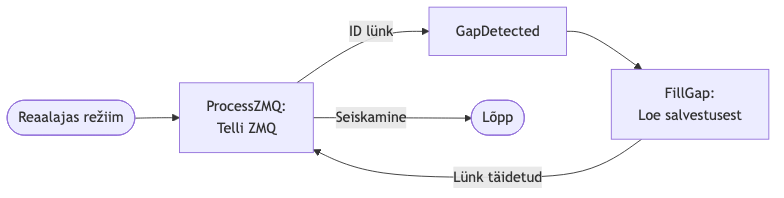 Reaalajas režiim
ProcessZMQ:
Telli ZMQ
ID lünk
GapDetected
FillGap:
Loe salvestusest
Seiskamine
Lõpp
Lünk täidetud